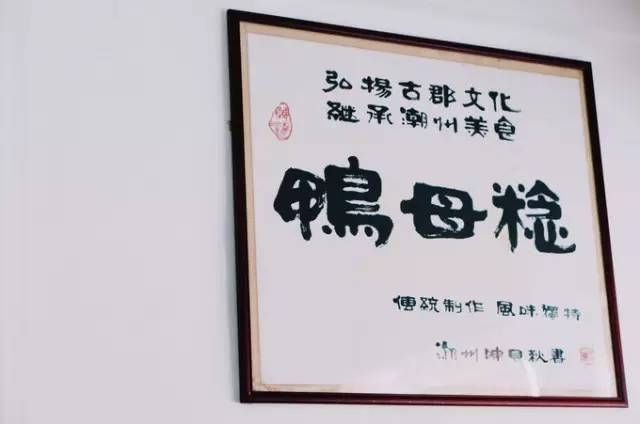 弘揚古郡文化
繼承潮州美食
鴨母稔
傳統制作 風味獨特
潮州 秋書